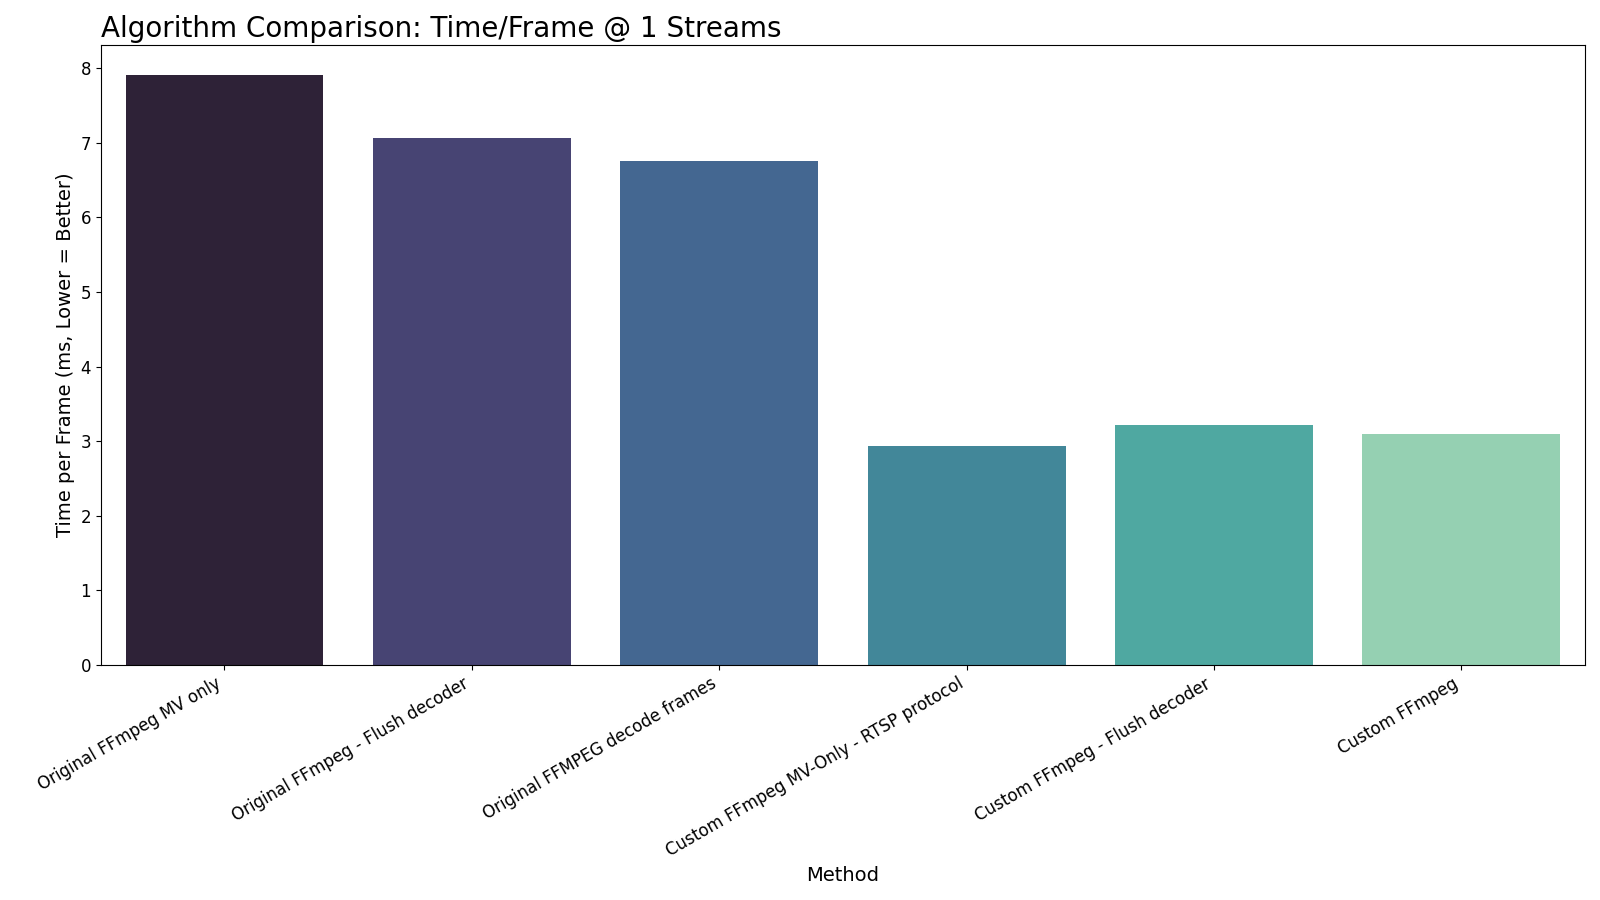 Algorithm Comparison: Time/Frame @ 1 Streams
Time per Frame (ms, Lower = Better)
8
7
6
5
4
3
2
1
0
Original FFmpeg MV only
Original FFmpeg - Flush decoder
Original FFMPEG decode frames
Custom FFmpeg MV-Only - RTSP protocol
Custom FFmpeg - Flush decoder
Custom FFmpeg
Method